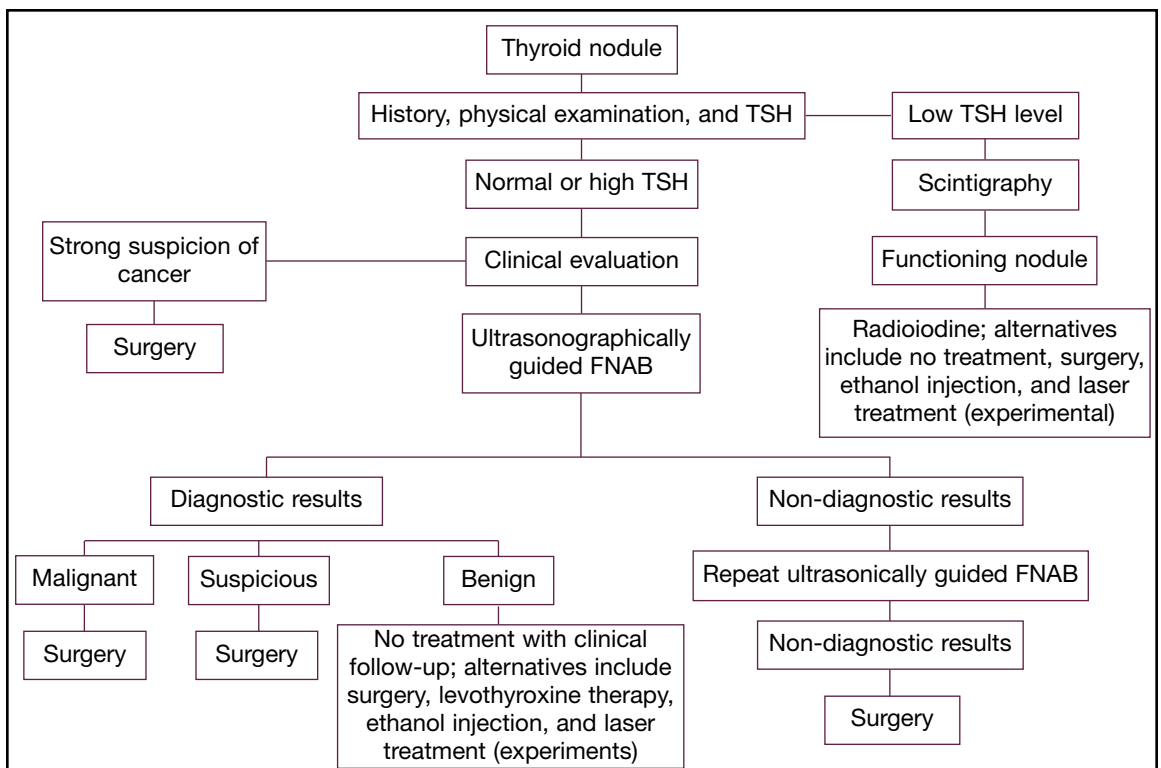 Thyroid nodule
History, physical examination, and TSH
Low TSH level
Normal or high TSH
Scintigraphy
Strong suspicion of
cancer
Clinical evaluation
Functioning nodule
Surgery
Ultrasonographically
guided FNAB
Radioiodine; alternatives
include no treatment, surgery,
ethanol injection, and laser
treatment (experimental)
Diagnostic results
Non-diagnostic results
Malignant
Suspicious
Benign
Repeat ultrasonically guided FNAB
Surgery
Surgery
No treatment with clinical
follow-up; alternatives include
surgery, levothyroxine therapy,
ethanol injection, and laser
treatment (experiments)
Non-diagnostic results
Surgery